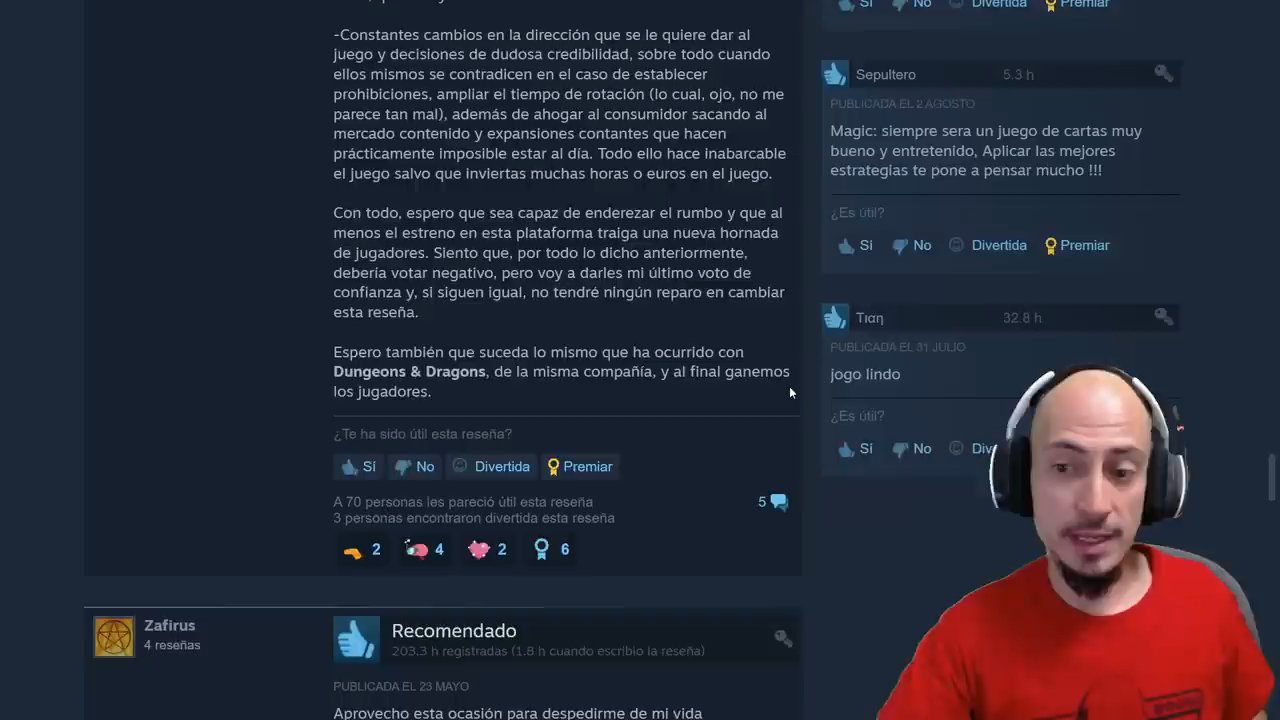 -Constantes cambios en la dirección que se le quiere dar al
juego y decisiones de dudosa credibilidad, sobre todo cuando
ellos mismos se contradicen en el caso de establecer
prohibiciones, ampliar el tiempo de rotación (lo cual, ojo, no me
parece tan mal), además de ahogar al consumidor sacando al
mercado contenido y expansiones contantes que hacen
prácticamente imposible estar al día. Todo ello hace inabarcable
el juego salvo que inviertas muchas horas o euros en el juego.
Con todo, espero que sea capaz de enderezar el rumbo y que al
menos el estreno en esta plataforma traiga una nueva hornada
de jugadores. Siento que, por todo lo dicho anteriormente,
debería votar negativo, pero voy a darles mi último voto de
confianza y, si siguen igual, no tendré ningún reparo en cambiar
esta reseña.
Espero también que suceda lo mismo que ha ocurrido con
Dungeons & Dragons, de la misma compañía, y al final ganemos
los jugadores.
¿Te ha sido útil esta reseña?
Sí No Divertida Premiar
A 70 personas les pareció útil esta reseña
5
3 personas encontraron divertida esta reseña
2 4 2 6
Zafirus
4 reseñas
Recomendado
203.3 h registradas (1.8 h cuando escribio la reseña)
PUBLICADA EL 23 MAYO
Aprovecho esta ocasión para despedirme de mi vida
Sí No Divertida Premiar
Sepultero 5.3 h
PUBLICADA EL 2 AGOSTO
Magic: siempre sera un juego de cartas muy
bueno y entretenido, Aplicar las mejores
estrategias te pone a pensar mucho !!!
¿Es útil?
Sí No Divertida Premiar
Tιαη 32.8 h
PUBLICADA EL 31 JULIO
jogo lindo
¿Es útil?
Sí No Div